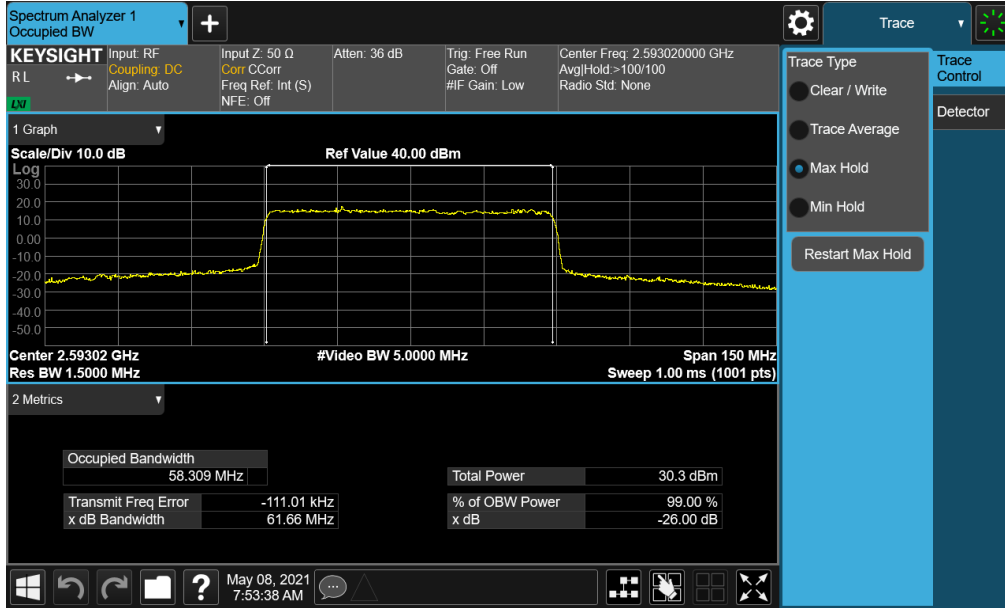 Spectrum Analyzer 1
Occupied BW
+
Trace
KEYSIGHT
R L
LXI
Input: RF
Coupling: DC
Align: Auto
Input Z: 50 Ω
Corr CCorr
Freq Ref: Int (S)
NFE: Off
Atten: 36 dB
Trig: Free Run
Gate: Off
#IF Gain: Low
Center Freq: 2.593020000 GHz
Avg|Hold:>100/100
Radio Std: None
1 Graph
Scale/Div 10.0 dB
Ref Value 40.00 dBm
Log
30.0
20.0
10.0
0.00
-10.0
-20.0
-30.0
-40.0
-50.0
Center 2.59302 GHz
#Video BW 5.0000 MHz
Span 150 MHz
Res BW 1.5000 MHz
Sweep 1.00 ms (1001 pts)
2 Metrics
Occupied Bandwidth
58.309 MHz
Total Power 30.3 dBm
Transmit Freq Error -111.01 kHz
% of OBW Power 99.00 %
x dB Bandwidth 61.66 MHz
x dB -26.00 dB
?
May 08, 2021
7:53:38 AM
Trace Type
Clear / Write
Trace Average
Max Hold
Min Hold
Restart Max Hold
Trace
Control
Detector